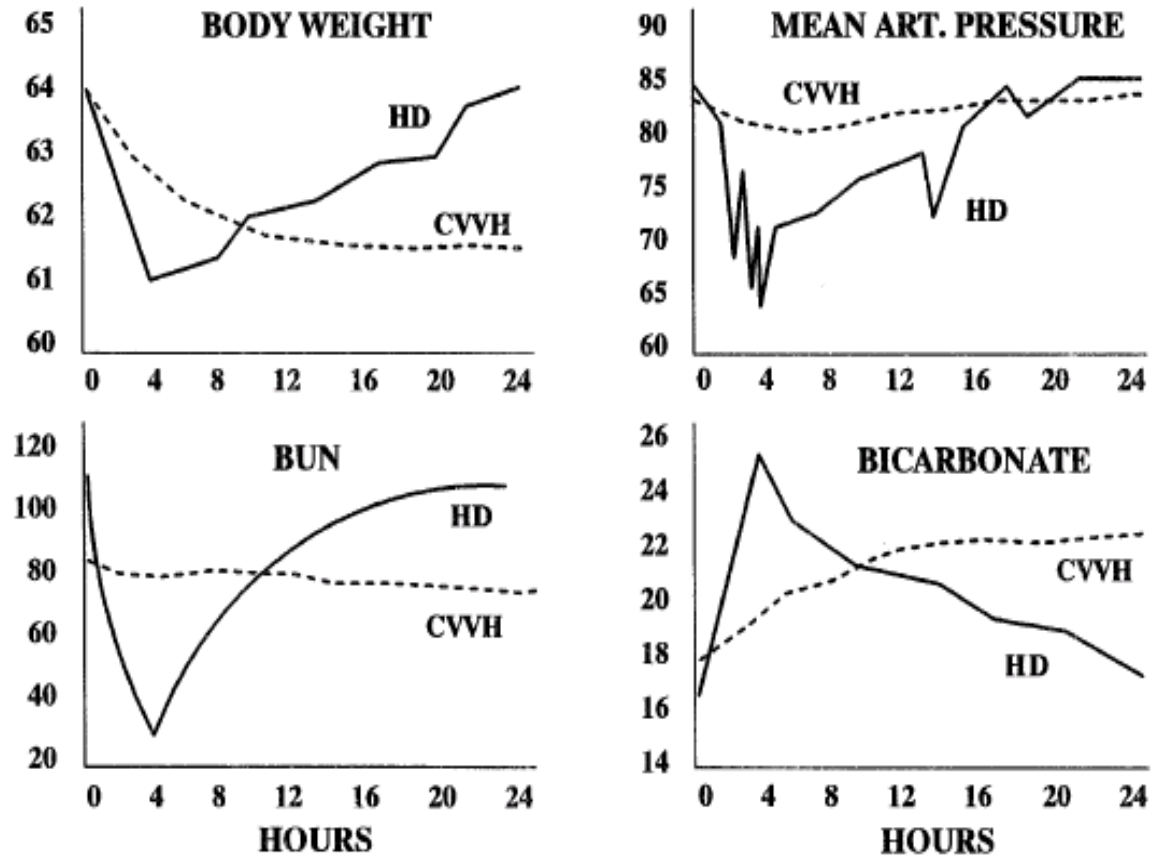 BODY WEIGHT
65
64
63
62
61
60
HD
CVVH
0 4 8 12 16 20 24
MEAN ART. PRESSURE
90
85
80
75
70
65
60
CVVH
HD
0 4 8 12 16 20 24
BUN
120
100
80
60
40
20
HD
CVVH
0 4 8 12 16 20 24
HOURS
BICARBONATE
26
24
22
20
18
16
14
CVVH
HD
0 4 8 12 16 20 24
HOURS